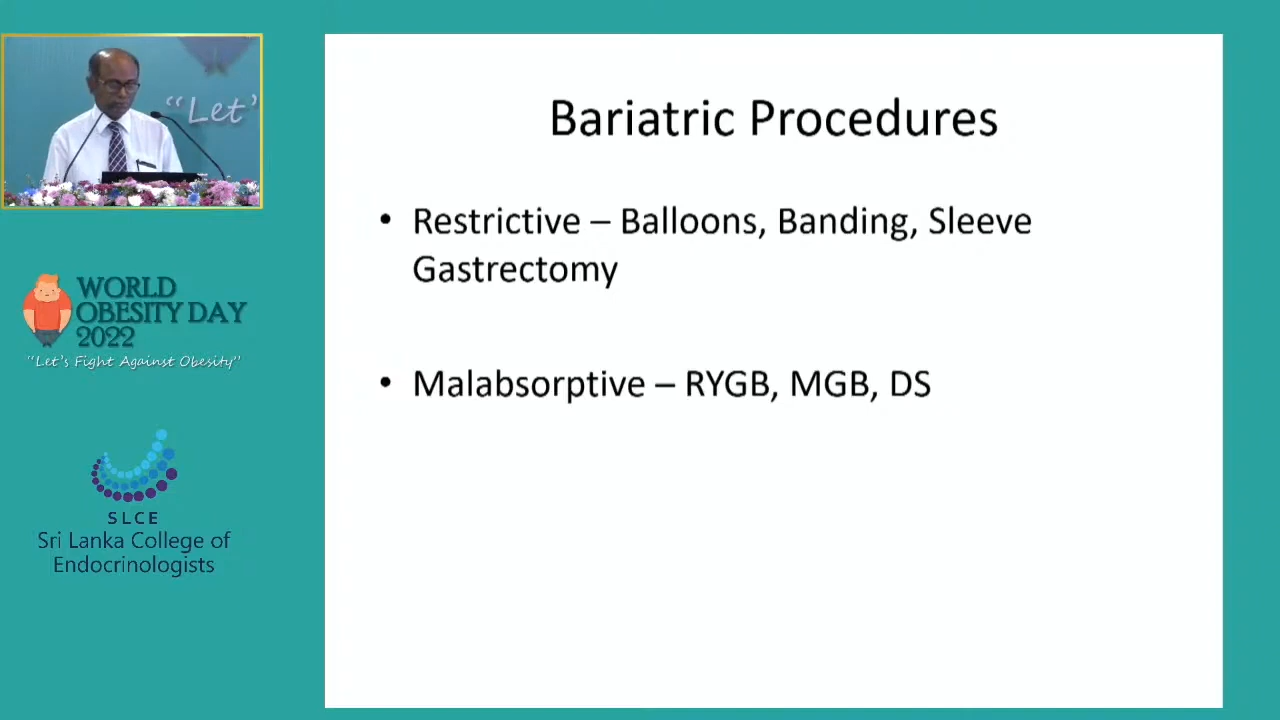 “Let’
WORLD
OBESITY DAY
2022
“Let’s Fight Against Obesity”
SLCE
Sri Lanka College of
Endocrinologists
Bariatric Procedures
• Restrictive – Balloons, Banding, Sleeve
Gastrectomy
• Malabsorptive – RYGB, MGB, DS